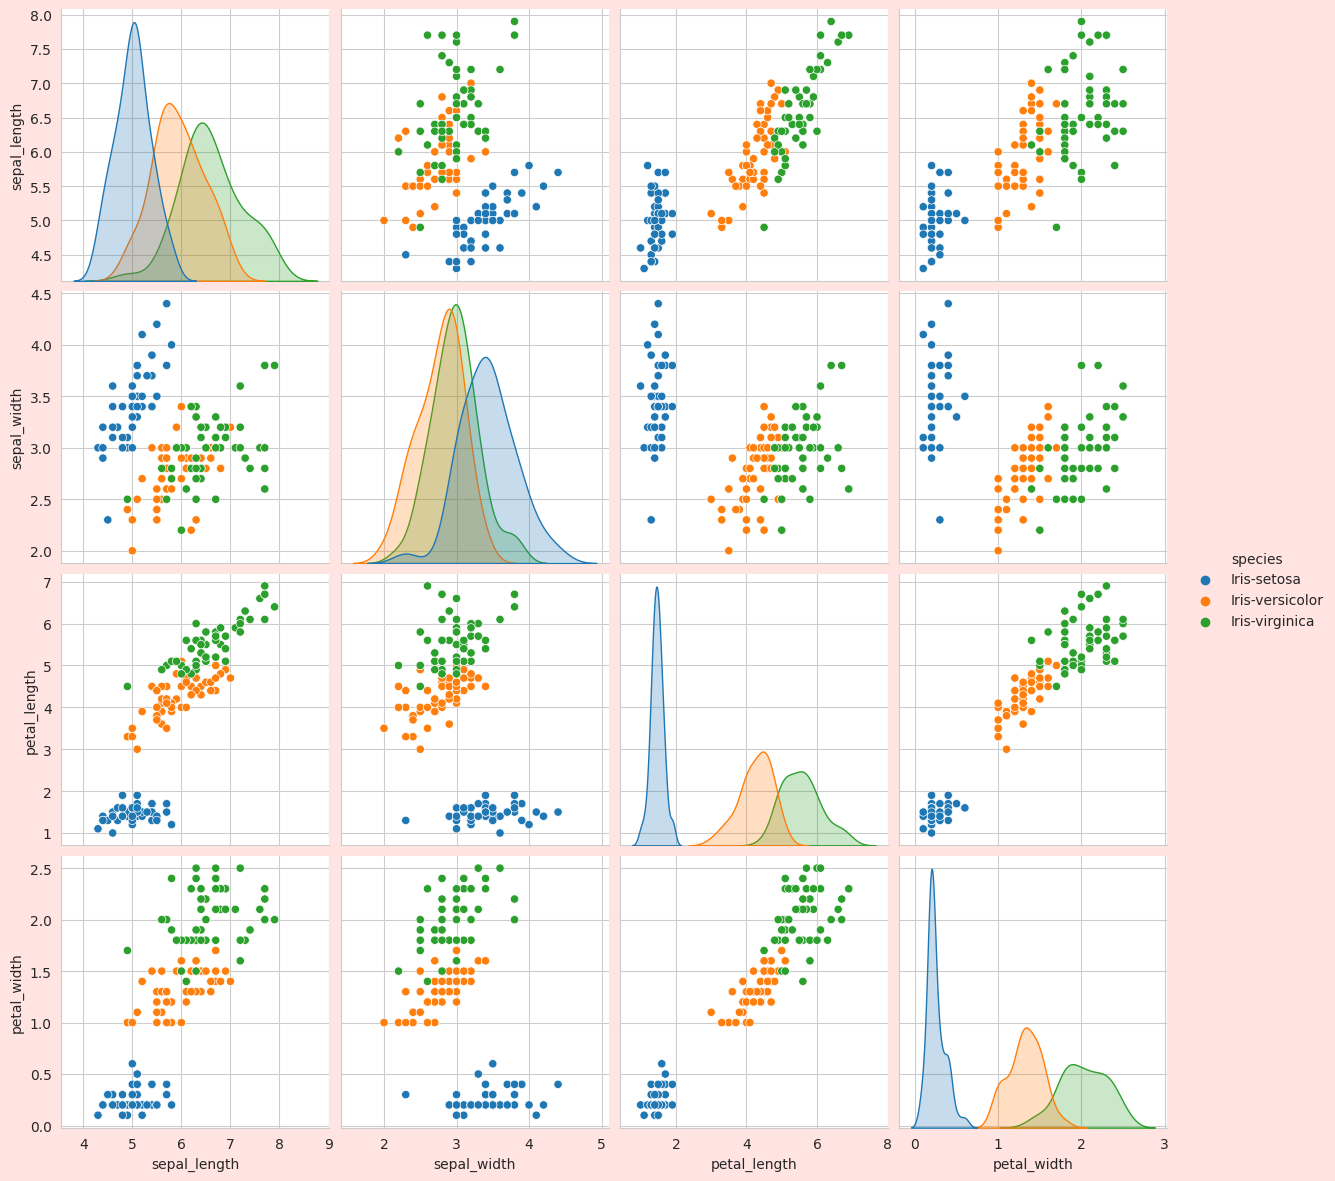 8.0
7.5
7.0
6.5
6.0
5.5
5.0
4.5
sepal_length
4.5
4.0
3.5
3.0
2.5
2.0
sepal_width
species
Iris-setosa
Iris-versicolor
Iris-virginica
7
6
5
4
3
2
1
petal_length
2.5
2.0
1.5
1.0
0.5
0.0
petal_width
4 5 6 7 8 9
sepal_length
2 3 4 5
sepal_width
2 4 6 8
petal_length
0 1 2 3
petal_width